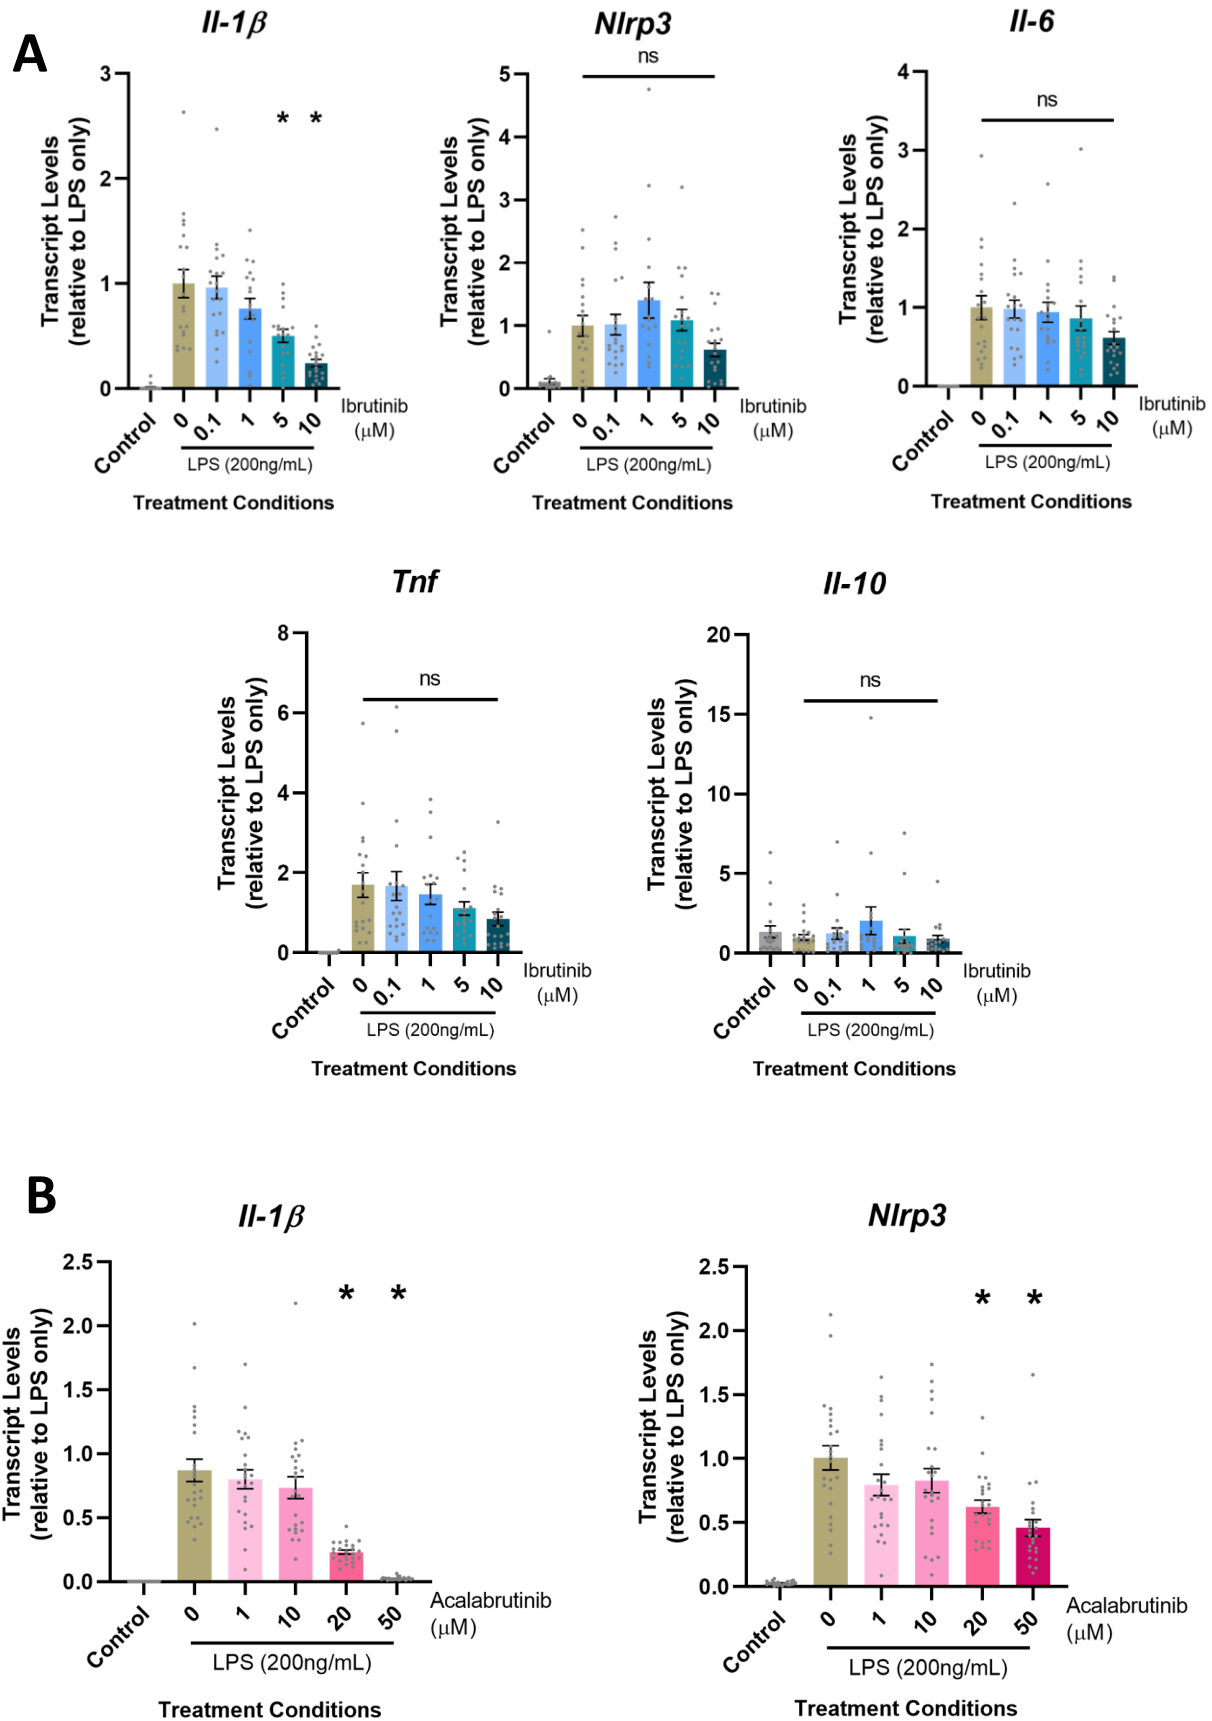 A
Il-1β
Transcript Levels
(relative to LPS only)
3
2
1
0
* *
Control 0 0.1 1 5 10
Ibrutinib
(μM)
LPS (200ng/mL)
Treatment Conditions
Nlrp3
Transcript Levels
(relative to LPS only)
5
4
3
2
1
0
ns
Control 0 0.1 1 5 10
Ibrutinib
(μM)
LPS (200ng/mL)
Treatment Conditions
Il-6
Transcript Levels
(relative to LPS only)
4
3
2
1
0
ns
Control 0 0.1 1 5 10
Ibrutinib
(μM)
LPS (200ng/mL)
Treatment Conditions
Tnf
Transcript Levels
(relative to LPS only)
8
6
4
2
0
ns
Control 0 0.1 1 5 10
Ibrutinib
(μM)
LPS (200ng/mL)
Treatment Conditions
Il-10
Transcript Levels
(relative to LPS only)
20
15
10
5
0
ns
Control 0 0.1 1 5 10
Ibrutinib
(μM)
LPS (200ng/mL)
Treatment Conditions
B
Il-1β
Transcript Levels
(relative to LPS only)
2.5
2.0
1.5
1.0
0.5
0.0
* *
Control 0 1 10 20 50
Acalabrutinib
(μM)
LPS (200ng/mL)
Treatment Conditions
Nlrp3
Transcript Levels
(relative to LPS only)
2.5
2.0
1.5
1.0
0.5
0.0
* *
Control 0 1 10 20 50
Acalabrutinib
(μM)
LPS (200ng/mL)
Treatment Conditions